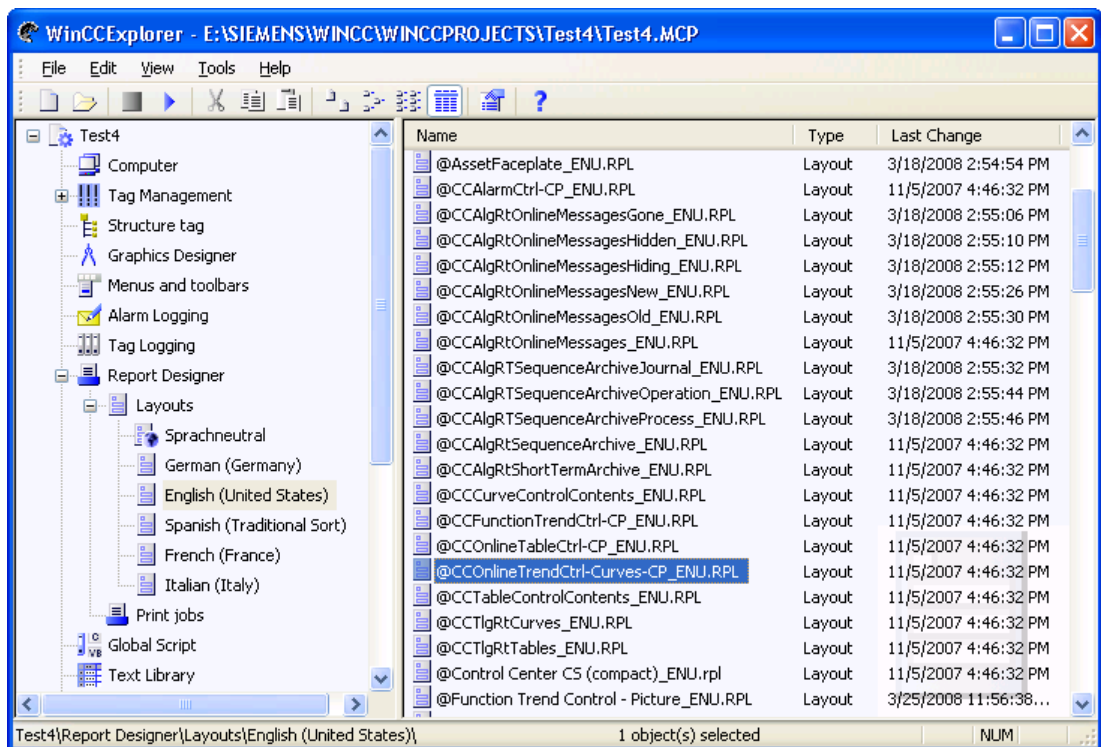 WinCCExplorer - E:\SIEMENS\WINCC\WINCCPROJECTS\Test4\Test4.MCP
File Edit View Tools Help
Test4
Computer
Tag Management
Structure tag
Graphics Designer
Menus and toolbars
Alarm Logging
Tag Logging
Report Designer
Layouts
Sprachneutral
German (Germany)
English (United States)
Spanish (Traditional Sort)
French (France)
Italian (Italy)
Print jobs
Global Script
Text Library
Name Type Last Change
@AssetFaceplate_ENU.RPL Layout 3/18/2008 2:54:54 PM
@CCAlarmCtrl-CP_ENU.RPL Layout 11/5/2007 4:46:32 PM
@CCAlgRtOnlineMessagesGone_ENU.RPL Layout 3/18/2008 2:55:06 PM
@CCAlgRtOnlineMessagesHidden_ENU.RPL Layout 3/18/2008 2:55:10 PM
@CCAlgRtOnlineMessagesHiding_ENU.RPL Layout 3/18/2008 2:55:12 PM
@CCAlgRtOnlineMessagesNew_ENU.RPL Layout 3/18/2008 2:55:26 PM
@CCAlgRtOnlineMessagesOld_ENU.RPL Layout 3/18/2008 2:55:30 PM
@CCAlgRtOnlineMessages_ENU.RPL Layout 11/5/2007 4:46:32 PM
@CCAlgRTSequenceArchiveJournal_ENU.RPL Layout 3/18/2008 2:55:32 PM
@CCAlgRTSequenceArchiveOperation_ENU.RPL Layout 3/18/2008 2:55:44 PM
@CCAlgRTSequenceArchiveProcess_ENU.RPL Layout 3/18/2008 2:55:46 PM
@CCAlgRtSequenceArchive_ENU.RPL Layout 11/5/2007 4:46:32 PM
@CCAlgRtShortTermArchive_ENU.RPL Layout 11/5/2007 4:46:32 PM
@CCCurveControlContents_ENU.RPL Layout 11/5/2007 4:46:32 PM
@CCFunctionTrendCtrl-CP_ENU.RPL Layout 11/5/2007 4:46:32 PM
@CCOnlineTableCtrl-CP_ENU.RPL Layout 11/5/2007 4:46:32 PM
@CCOnlineTrendCtrl-Curves-CP_ENU.RPL Layout 11/5/2007 4:46:32 PM
@CCTableControlContents_ENU.RPL Layout 11/5/2007 4:46:32 PM
@CCTlgRtCurves_ENU.RPL Layout 11/5/2007 4:46:32 PM
@CCTlgRtTables_ENU.RPL Layout 11/5/2007 4:46:32 PM
@Control Center CS (compact)_ENU.rpl Layout 11/5/2007 4:46:32 PM
@Function Trend Control - Picture_ENU.RPL Layout 3/25/2008 11:56:38...
Test4\Report Designer\Layouts\English (United States)\ 1 object(s) selected NUM